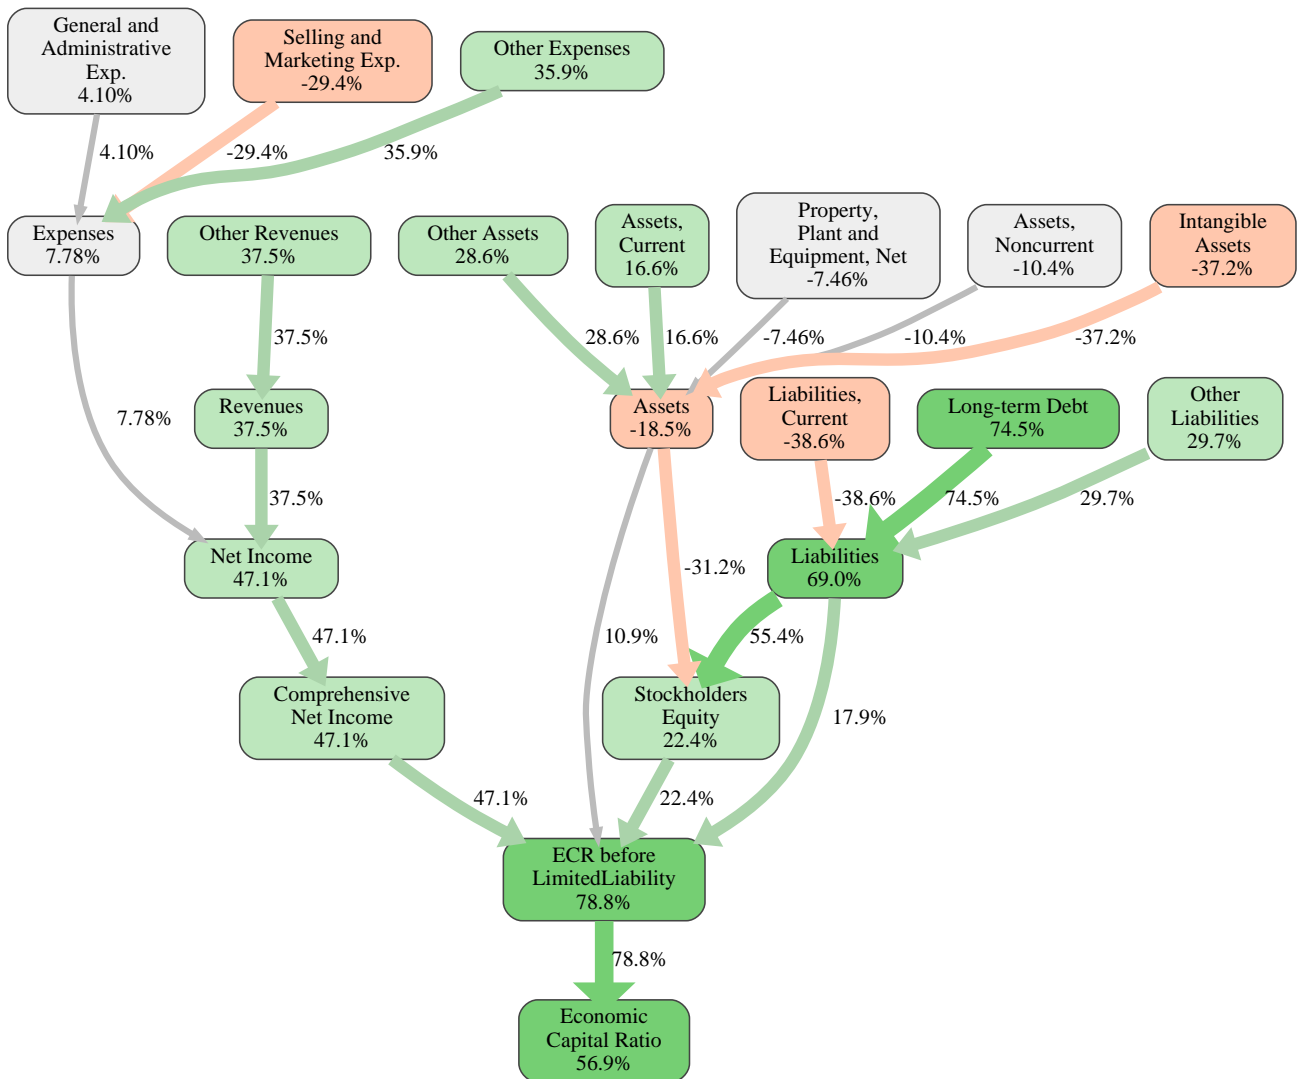 General and
Administrative
Exp.
4.10%
Selling and
Marketing Exp.
-29.4%
Other Expenses
35.9%
4.10%
-29.4%
35.9%
Expenses
7.78%
Other Revenues
37.5%
Other Assets
28.6%
Assets,
Current
16.6%
Property,
Plant and
Equipment, Net
-7.46%
Assets,
Noncurrent
-10.4%
Intangible
Assets
-37.2%
37.5%
28.6%
16.6%
-7.46%
-10.4%
-37.2%
7.78%
Revenues
37.5%
Assets
-18.5%
Liabilities,
Current
-38.6%
Long-term Debt
74.5%
Other
Liabilities
29.7%
37.5%
-38.6%
74.5%
29.7%
Net Income
47.1%
-31.2%
Liabilities
69.0%
47.1%
10.9%
55.4%
Comprehensive
Net Income
47.1%
Stockholders
Equity
22.4%
17.9%
47.1%
22.4%
ECR before
LimitedLiability
78.8%
78.8%
Economic
Capital Ratio
56.9%